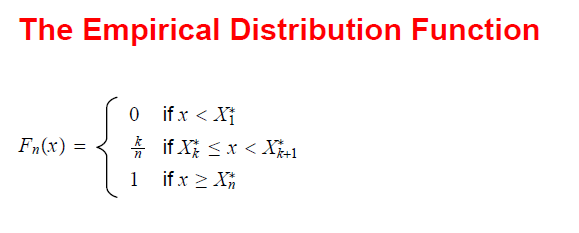 The Empirical Distribution Function
0 if x < X₁*
Fₙ(x) = { k/n if Xₖ* ≤ x < Xₖ₊₁*
1 if x ≥ Xₙ*